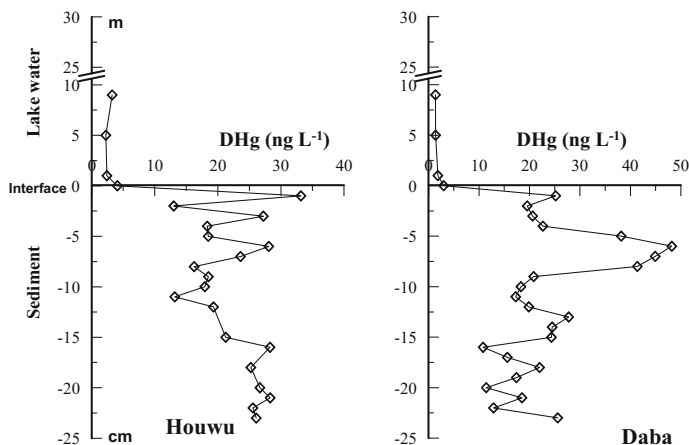 30
m
25
10
5
0
-5
-10
-15
-20
-25
cm
Lake water
Interface
Sediment
DHg (ng L-1)
0 10 20 30 40
Houwu
30
25
10
5
0
-5
-10
-15
-20
-25
DHg (ng L-1)
0 10 20 30 40 50
Daba